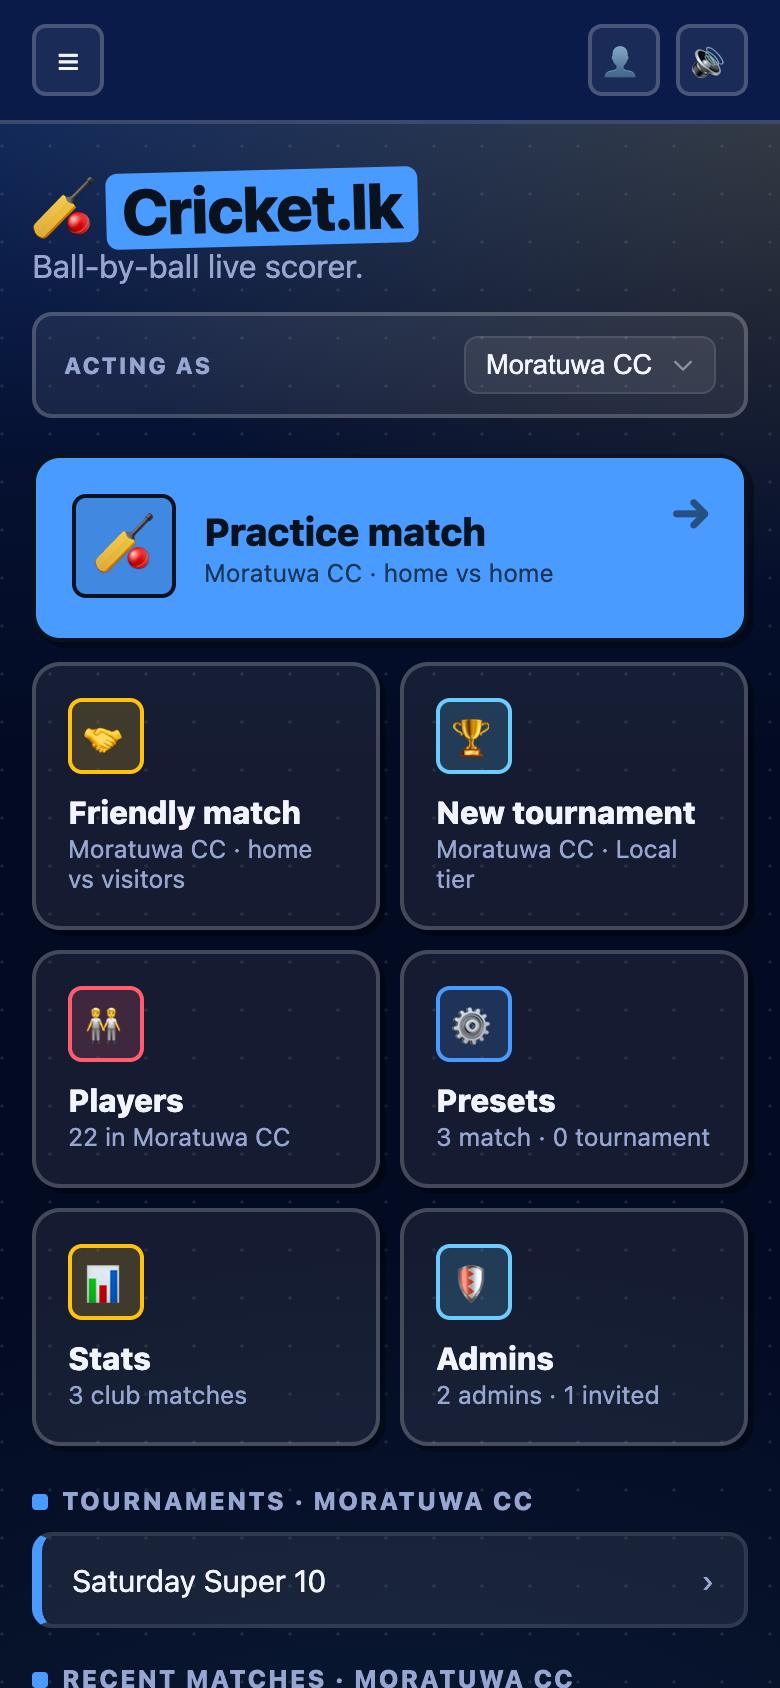 Cricket.lk
Ball-by-ball live scorer.
ACTING AS
Moratuwa CC
Practice match
Moratuwa CC · home vs home
Friendly match
Moratuwa CC · home
vs visitors
New tournament
Moratuwa CC · Local
tier
Players
22 in Moratuwa CC
Presets
3 match · 0 tournament
Stats
3 club matches
Admins
2 admins · 1 invited
TOURNAMENTS · MORATUWA CC
Saturday Super 10
RECENT MATCHES · MORATUWA CC